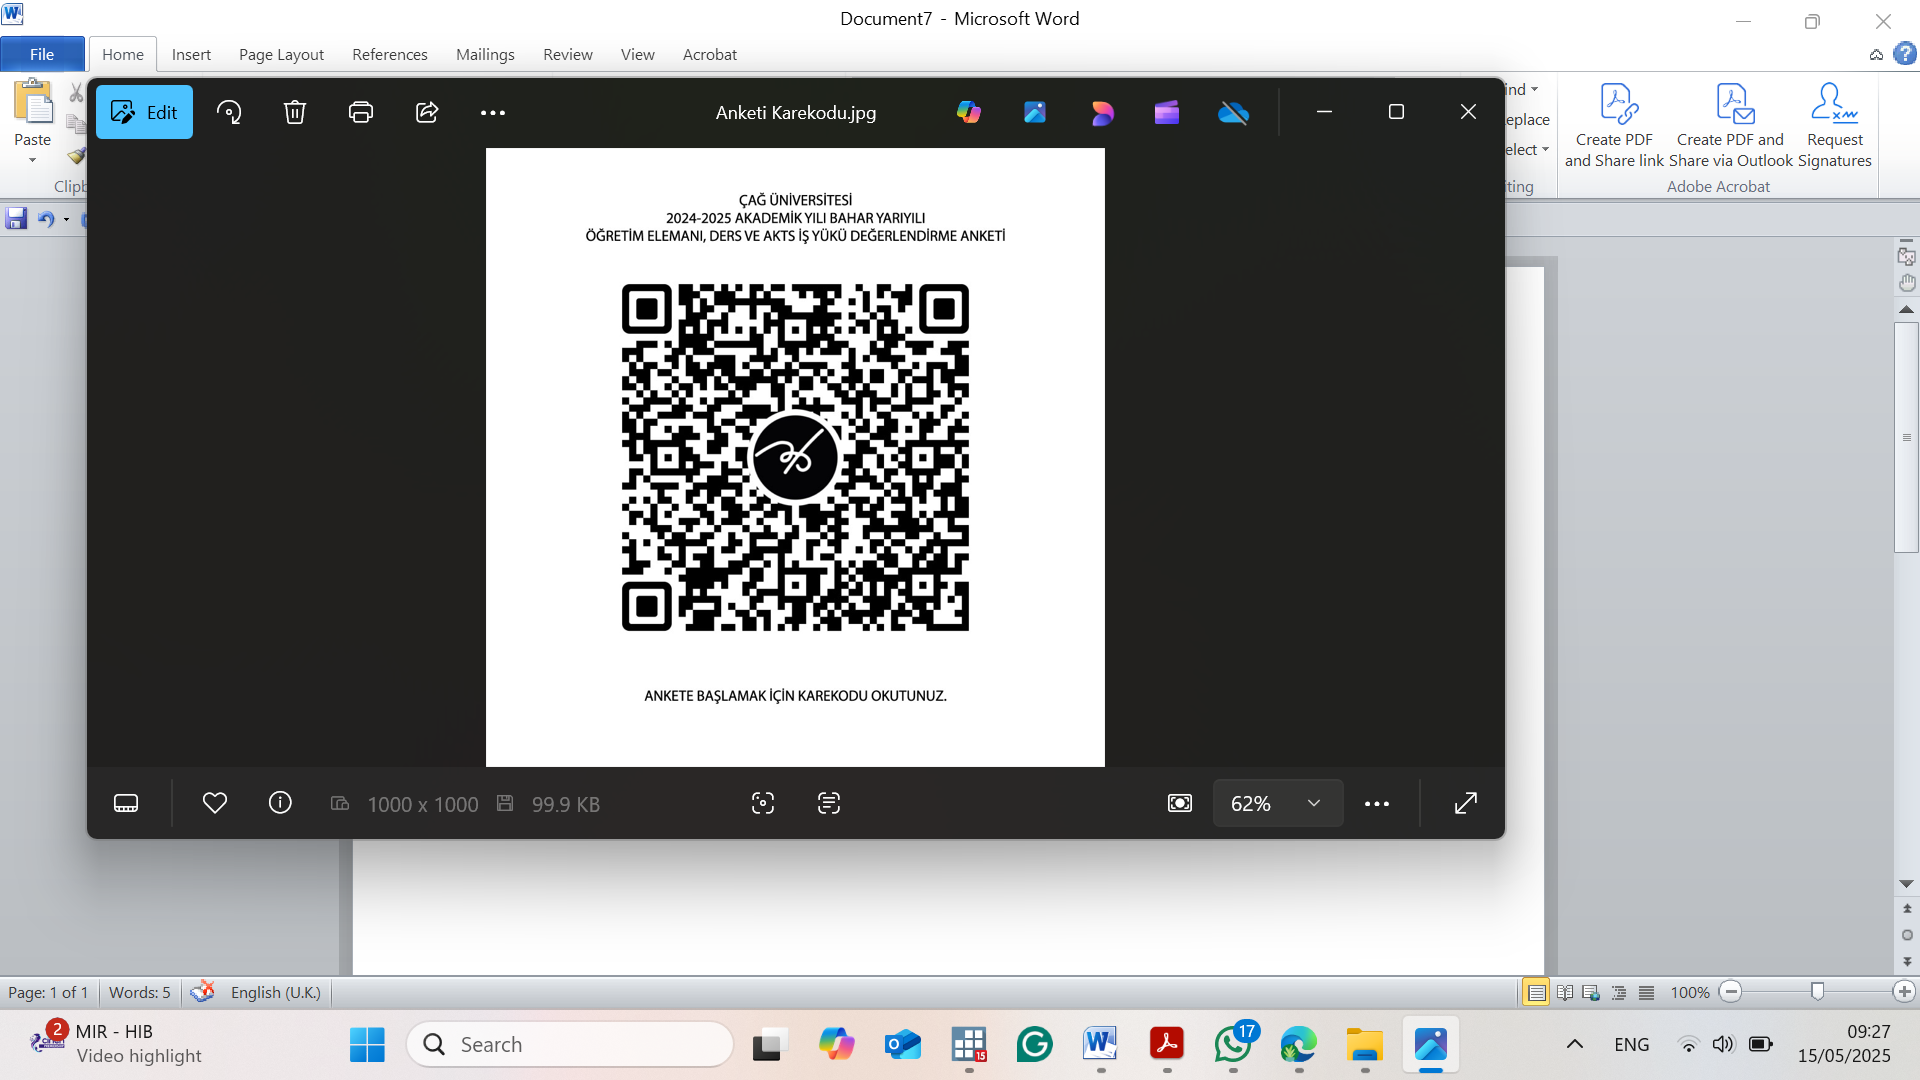 Document7 - Microsoft Word
File Home Insert Page Layout References Mailings Review View Acrobat
Paste
Edit
Anketi Karekodu.jpg
Create PDF and Share link
Create PDF and Share via Outlook
Request Signatures
Adobe Acrobat
ÇAĞ ÜNİVERSİTESİ
2024-2025 AKADEMİK YILI BAHAR YARIYILI
ÖĞRETİM ELEMANI, DERS VE AKTS İŞ YÜKÜ DEĞERLENDİRME ANKETİ
ANKETE BAŞLAMAK İÇİN KAREKODU OKUTUNUZ.
1000 x 1000 99.9 KB
62%
Page: 1 of 1 Words: 5 English (U.K.) 100%
2 MIR - HIB
Video highlight
Search
15
17
ENG
09:27
15/05/2025